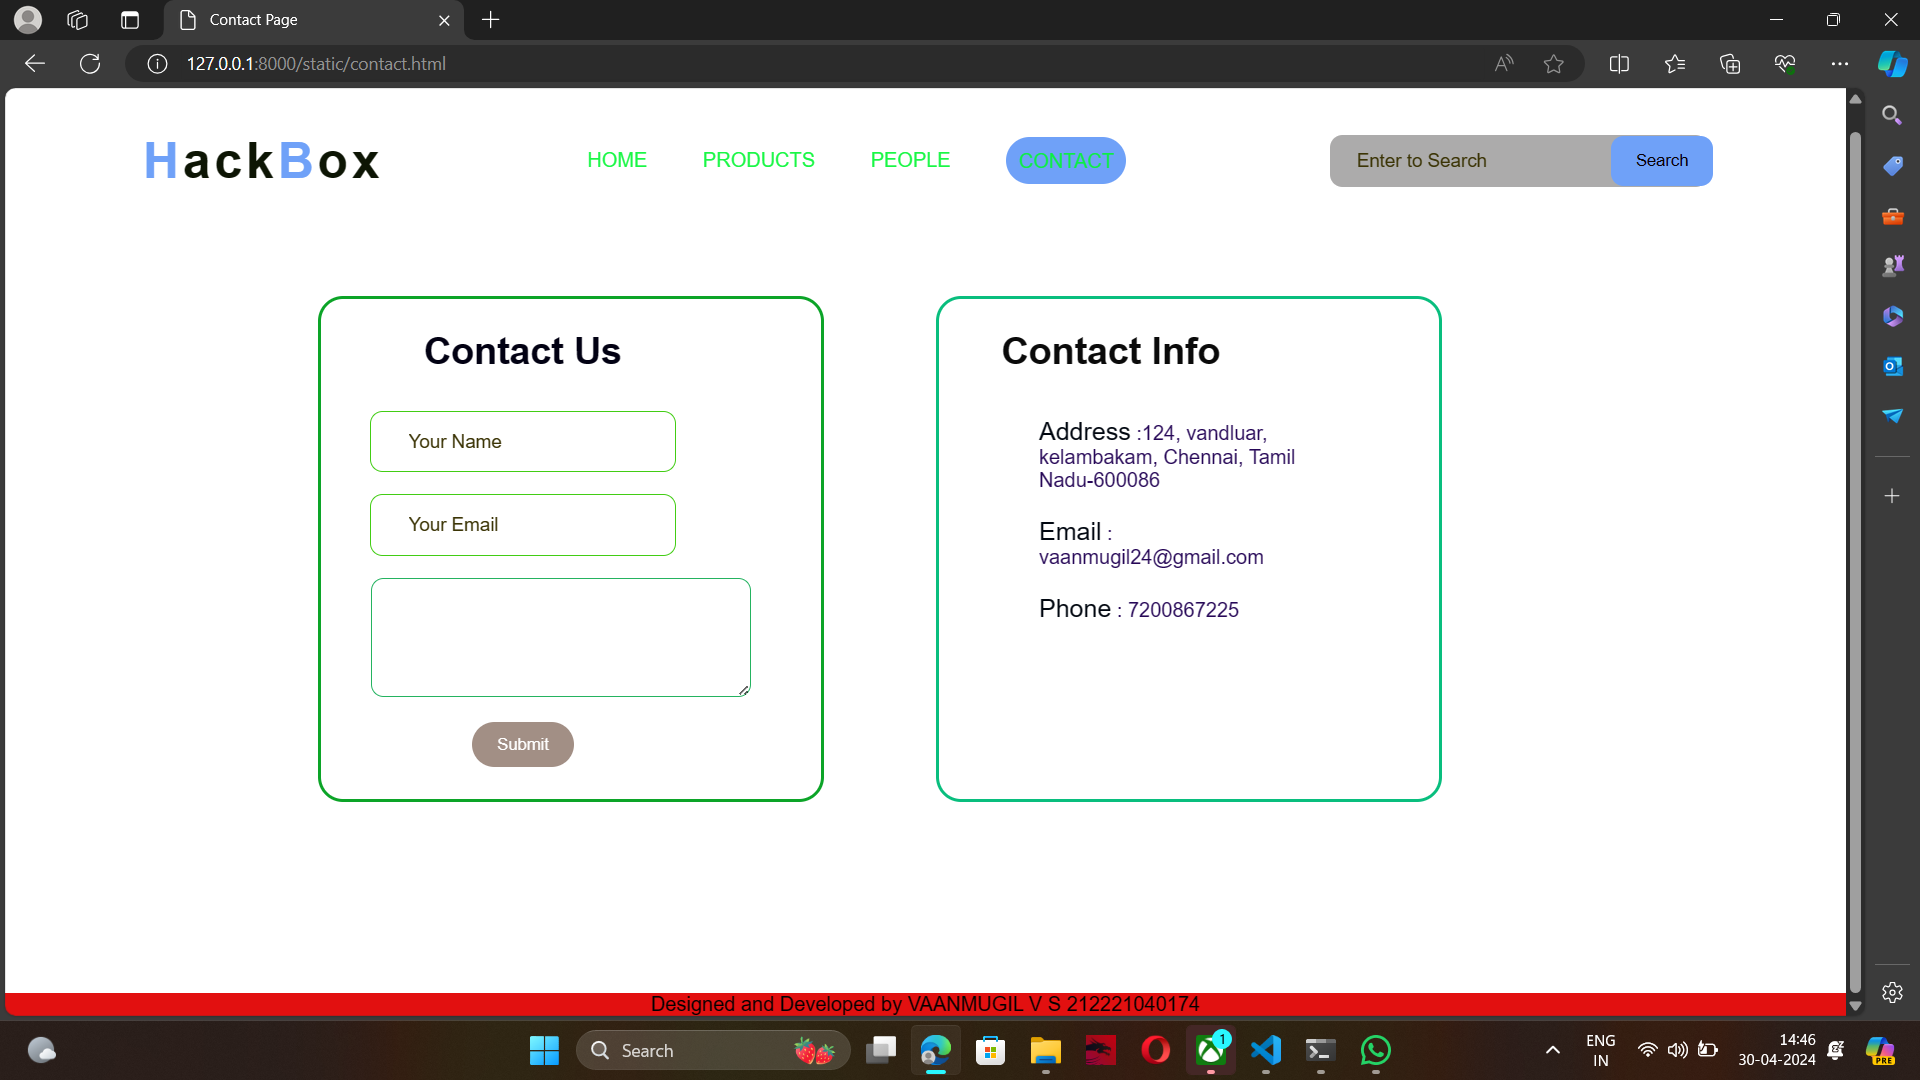 Contact Page
127.0.0.1:8000/static/contact.html
HackBox
HOME
PRODUCTS
PEOPLE
CONTACT
Enter to Search
Search
Contact Us
Your Name
Your Email
Submit
Contact Info
Address :124, vandluar,
kelambakam, Chennai, Tamil
Nadu-600086
Email :
vaanmugil24@gmail.com
Phone : 7200867225
Designed and Developed by VAANMUGIL V S 212221040174
Search
1
ENG
IN
14:46
30-04-2024
PRE